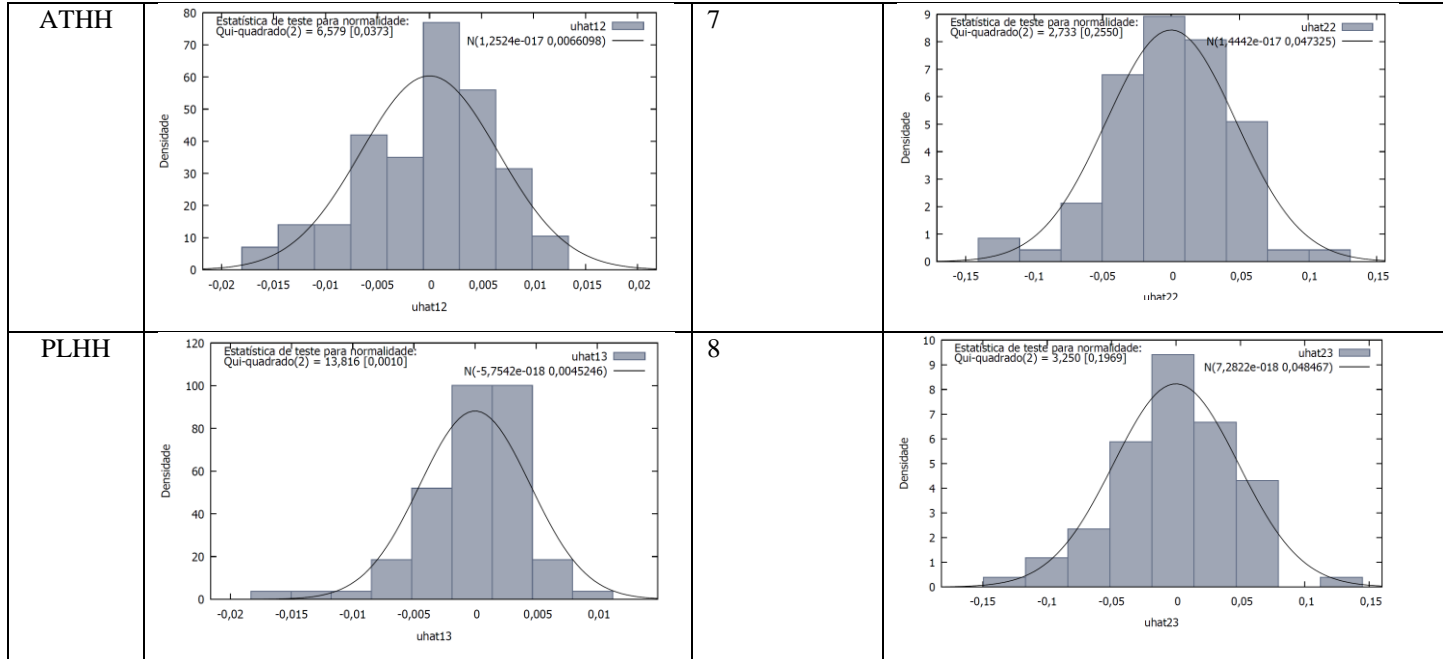 ATHH
Estatística de teste para normalidade:
Qui-quadrado(2) = 6,579 [0,0373]
uhat12
N(1,2524e-017 0,0066098)
Densidade
80
70
60
50
40
30
20
10
0
-0,02 -0,015 -0,01 -0,005 0 0,005 0,01 0,015 0,02
uhat12
7
Estatística de teste para normalidade:
Qui-quadrado(2) = 2,733 [0,2550]
uhat22
N(1,4442e-017 0,047325)
Densidade
9
8
7
6
5
4
3
2
1
0
-0,15 -0,1 -0,05 0 0,05 0,1 0,15
uhat22
PLHH
Estatística de teste para normalidade:
Qui-quadrado(2) = 13,816 [0,0010]
uhat13
N(-5,7542e-018 0,0045246)
Densidade
120
100
80
60
40
20
0
-0,02 -0,015 -0,01 -0,005 0 0,005 0,01
uhat13
8
Estatística de teste para normalidade:
Qui-quadrado(2) = 3,250 [0,1969]
uhat23
N(7,2822e-018 0,048467)
Densidade
10
9
8
7
6
5
4
3
2
1
0
-0,15 -0,1 -0,05 0 0,05 0,1 0,15
uhat23